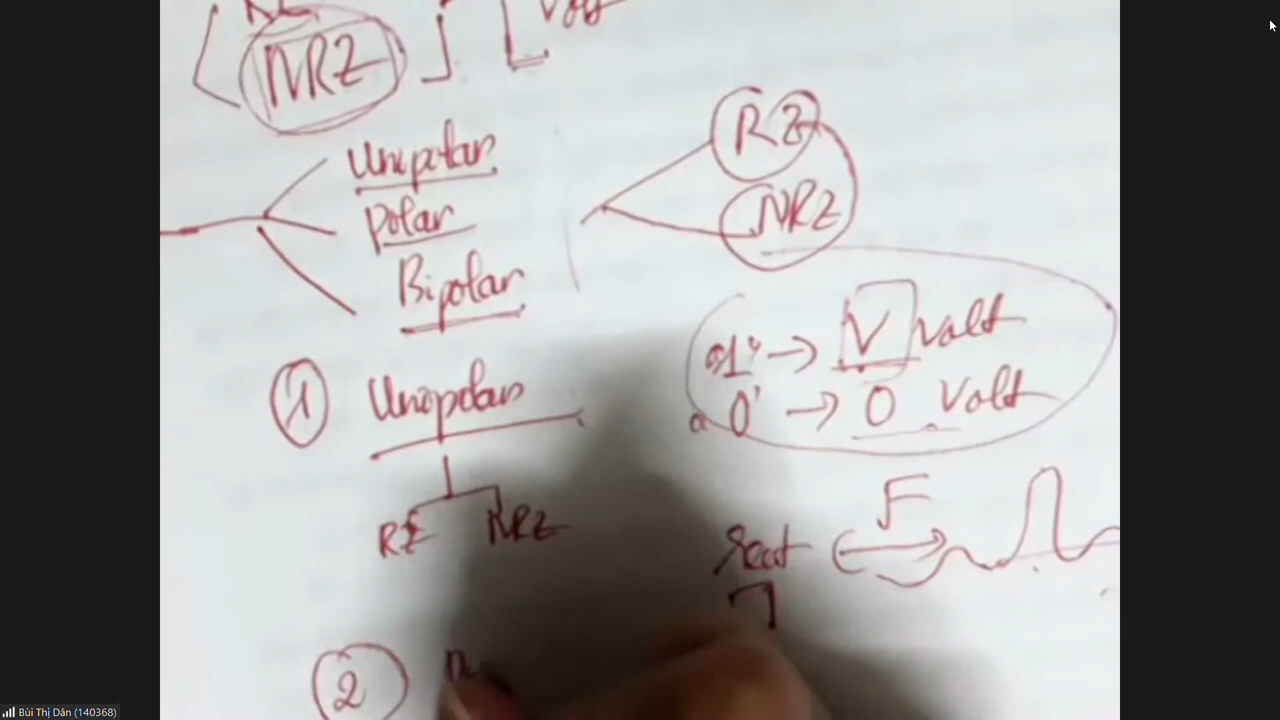 NRZ
Unipolar
Polar
Bipolar
RZ
NRZ
"1" → V Volt
"0" → 0 Volt
1 Unipolar
RZ NRZ
Rect F
2
Bùi Thị Dân (140368)